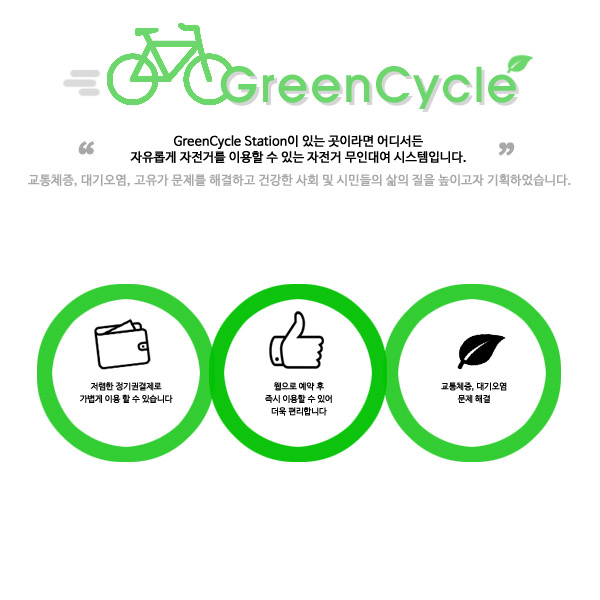 GreenCycle
GreenCycle Station이 있는 곳이라면 어디서든
“ 자유롭게 자전거를 이용할 수 있는 자전거 무인대여 시스템입니다. ”
교통체증, 대기오염, 고유가 문제를 해결하고 건강한 사회 및 시민들의 삶의 질을 높이고자 기획하였습니다.
저렴한 정기권결제로
가볍게 이용 할 수 있습니다
웹으로 예약 후
즉시 이용할 수 있어
더욱 편리합니다
교통체증, 대기오염
문제 해결